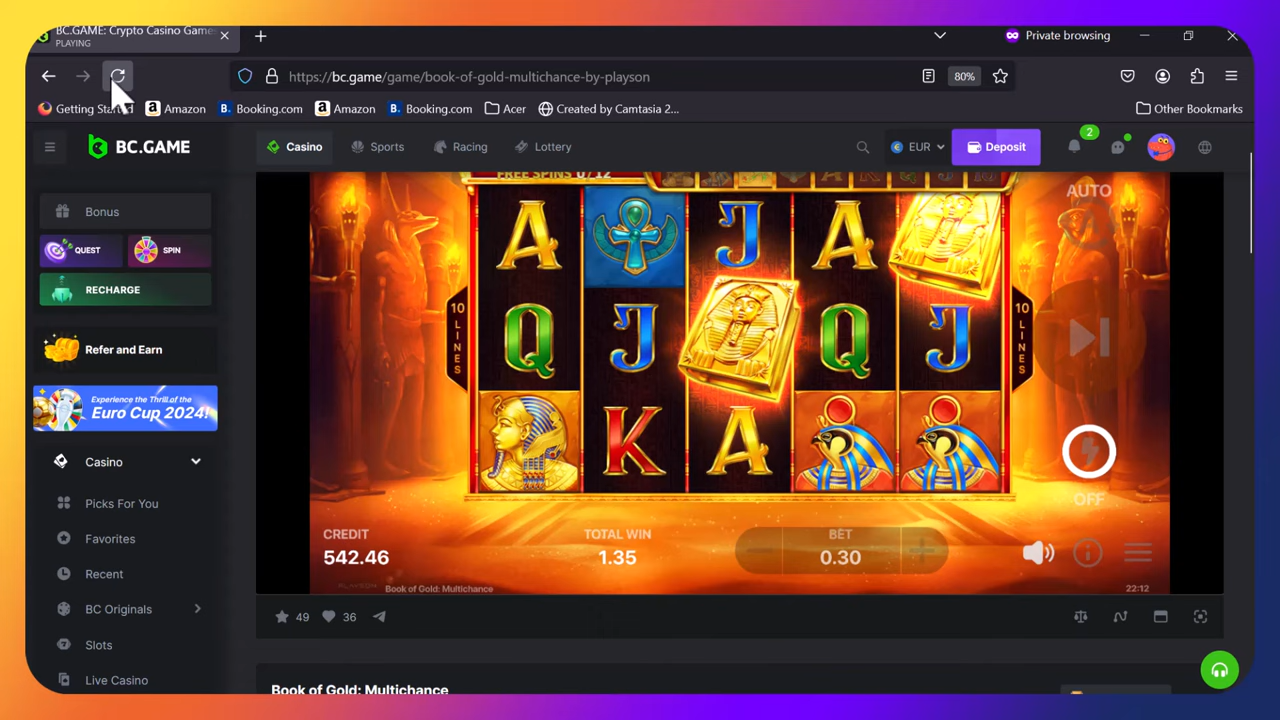 BC.GAME: Crypto Casino Games
PLAYING
Private browsing
https://bc.game/game/book-of-gold-multichance-by-playson
80%
Getting Started
Amazon
Booking.com
Amazon
Booking.com
Acer
Created by Camtasia 2...
Other Bookmarks
BC.GAME
Casino
Sports
Racing
Lottery
EUR
Deposit
2
Bonus
QUEST
SPIN
RECHARGE
Refer and Earn
Experience the Thrill of the
Euro Cup 2024!
Casino
Picks For You
Favorites
Recent
BC Originals
Slots
Live Casino
FREE SPINS 0/12
AUTO
A J A
Q J Q J
K A
10 LINES
10 LINES
OFF
CREDIT
542.46
TOTAL WIN
1.35
BET
0.30
PLAYSON
Book of Gold: Multichance
22:12
49
36
Book of Gold: Multichance